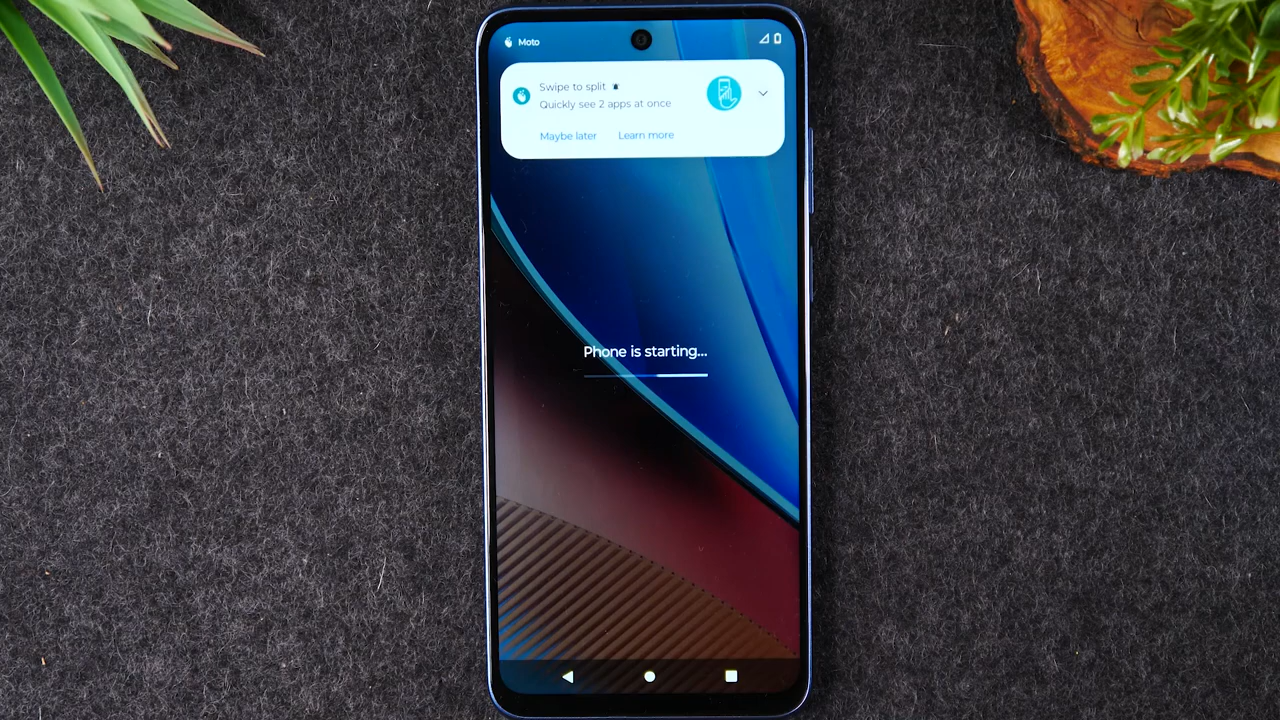 Moto
Swipe to split
Quickly see 2 apps at once
Maybe later Learn more
Phone is starting...